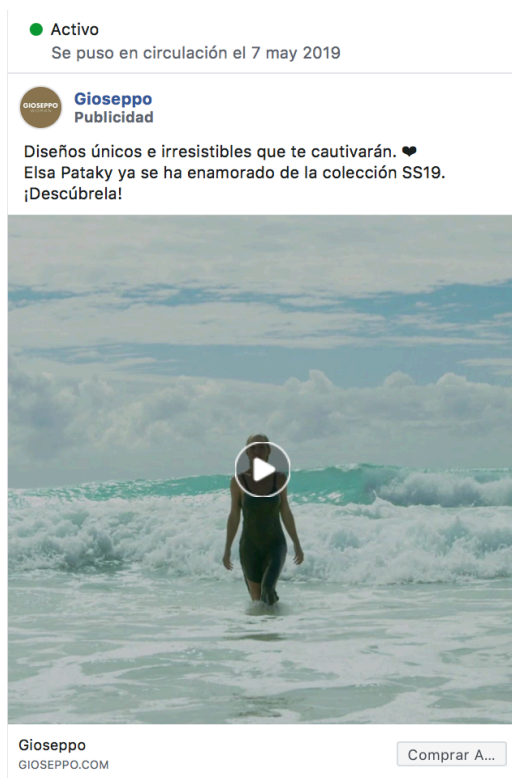 Activo
Se puso en circulación el 7 may 2019
GIOSEPPO
Gioseppo
Publicidad
Diseños únicos e irresistibles que te cautivarán. ❤
Elsa Pataky ya se ha enamorado de la colección SS19.
¡Descúbrela!
Gioseppo
GIOSEPPO.COM
Comprar A...